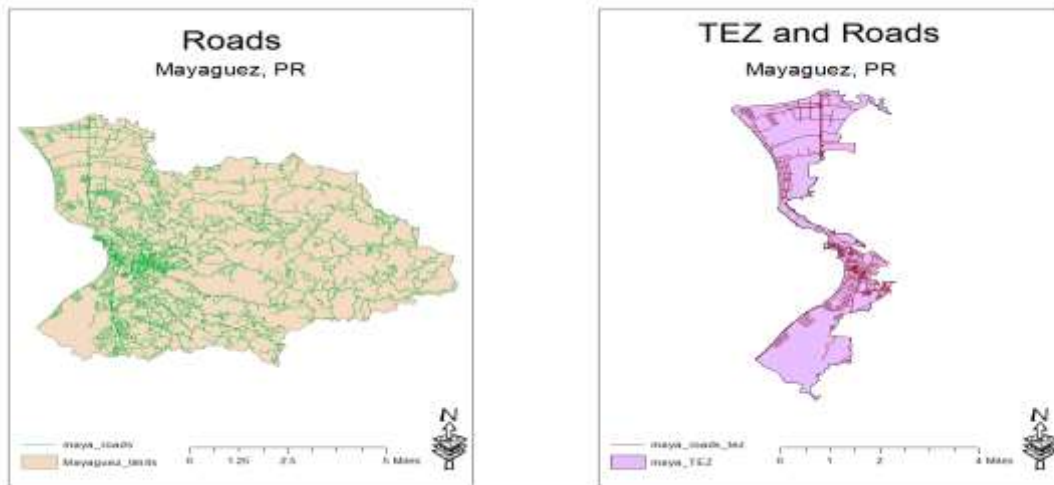 Roads
Mayaguez, PR
N
maya_roads
Mayaguez_limits
0 1.25 2.5 5 Miles
TEZ and Roads
Mayaguez, PR
N
maya_roads_tez
maya_TEZ
0 1 2 4 Miles